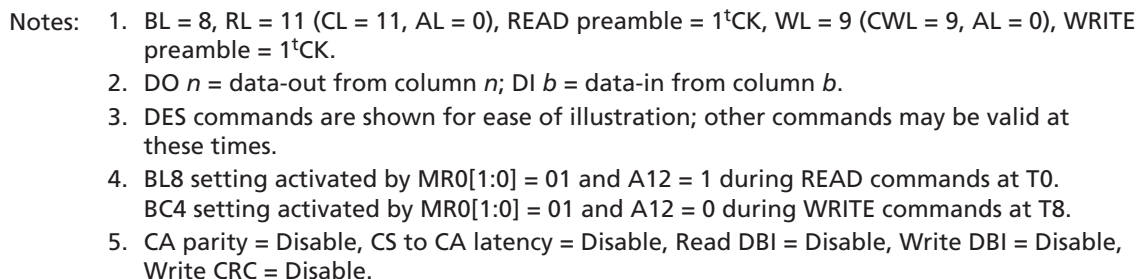 Notes: 1. BL = 8, RL = 11 (CL = 11, AL = 0), READ preamble = 1ᵗCK, WL = 9 (CWL = 9, AL = 0), WRITE
preamble = 1ᵗCK.
2. DO n = data-out from column n; DI b = data-in from column b.
3. DES commands are shown for ease of illustration; other commands may be valid at
these times.
4. BL8 setting activated by MR0[1:0] = 01 and A12 = 1 during READ commands at T0.
BC4 setting activated by MR0[1:0] = 01 and A12 = 0 during WRITE commands at T8.
5. CA parity = Disable, CS to CA latency = Disable, Read DBI = Disable, Write DBI = Disable,
Write CRC = Disable.